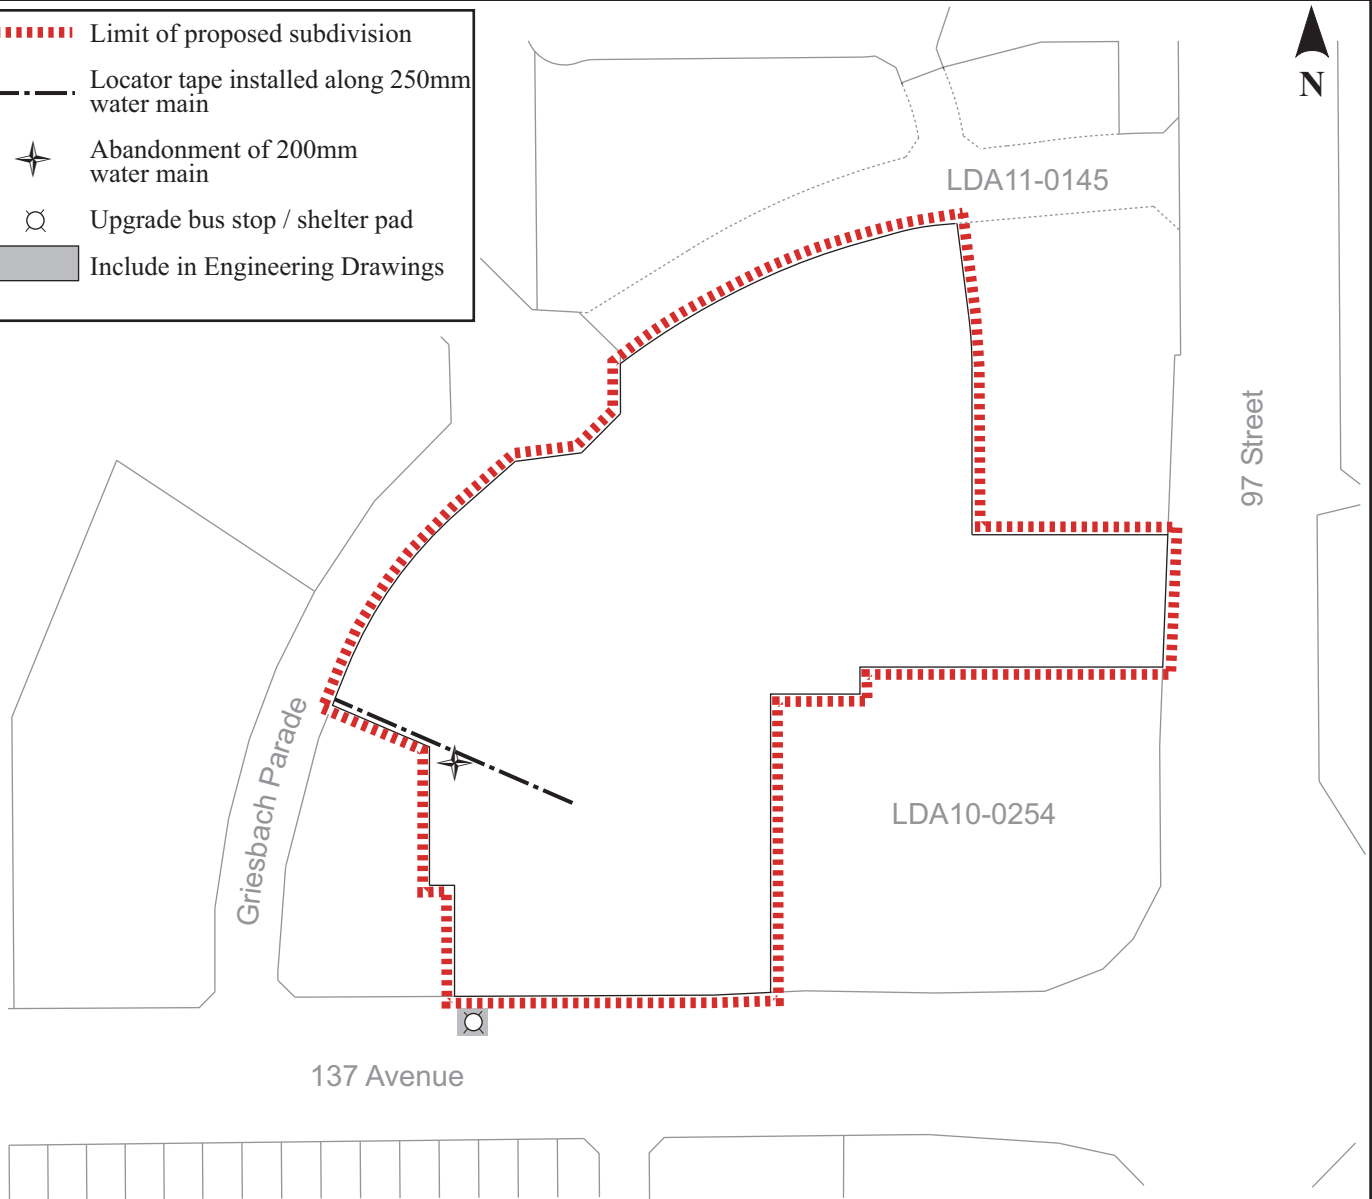 Limit of proposed subdivision
Locator tape installed along 250mm
water main
Abandonment of 200mm
water main
Upgrade bus stop / shelter pad
Include in Engineering Drawings
N
LDA11-0145
97 Street
Griesbach Parade
LDA10-0254
137 Avenue